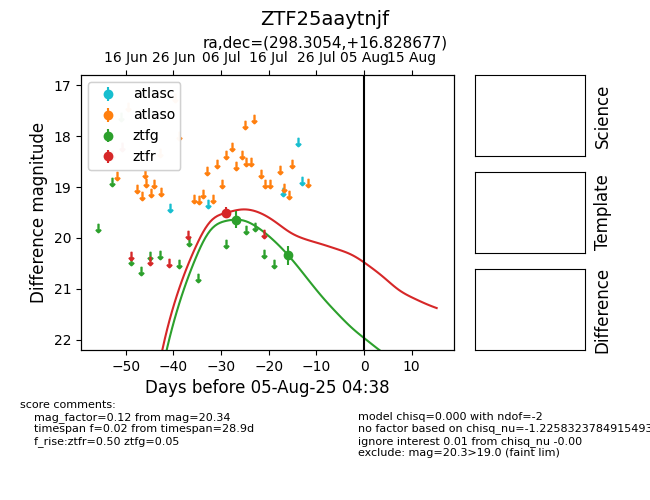 ZTF25aaytnjf
ra,dec=(298.3054,+16.828677)
16 Jun 26 Jun 06 Jul 16 Jul 26 Jul 05 Aug 15 Aug
17
18
19
20
21
22
Difference magnitude
atlasc
atlaso
ztfg
ztfr
−50 −40 −30 −20 −10 0 10
Days before 05-Aug-25 04:38
Science
Template
Difference
score comments:
mag_factor=0.12 from mag=20.34
timespan f=0.02 from timespan=28.9d
f_rise:ztfr=0.50 ztfg=0.05
model chisq=0.000 with ndof=-2
no factor based on chisq_nu=-1.2258323784915493
ignore interest 0.01 from chisq_nu -0.00
exclude: mag=20.3>19.0 (faint lim)